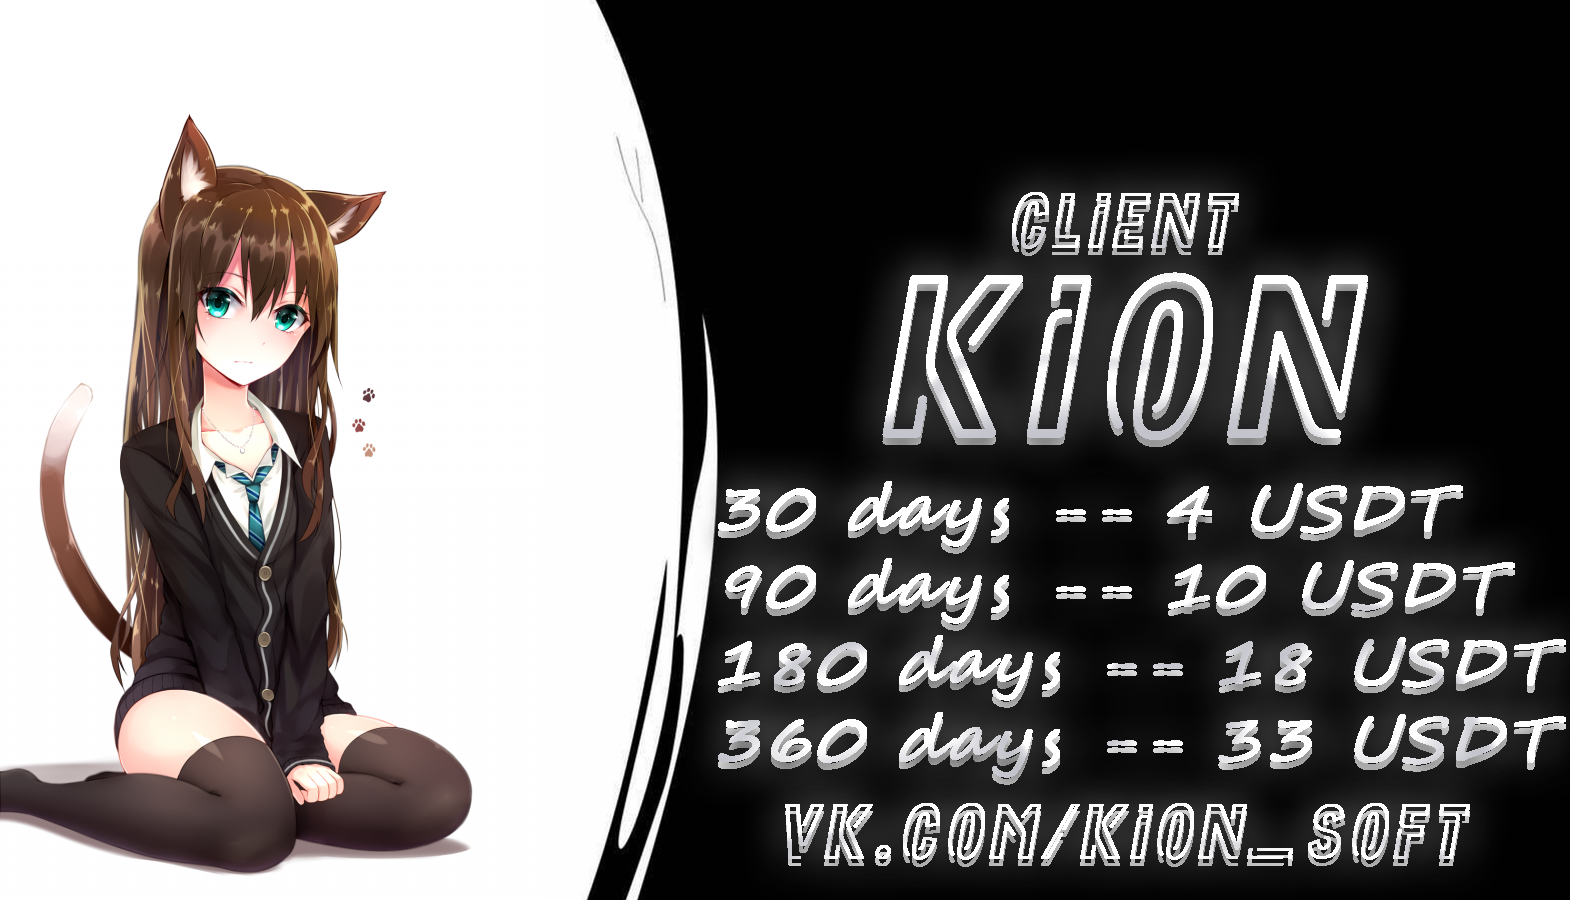 CLiENT
KiON
30 days == 4 USDT
90 days == 10 USDT
180 days == 18 USDT
360 days == 33 USDT
VK.COM/KiON_SOFT